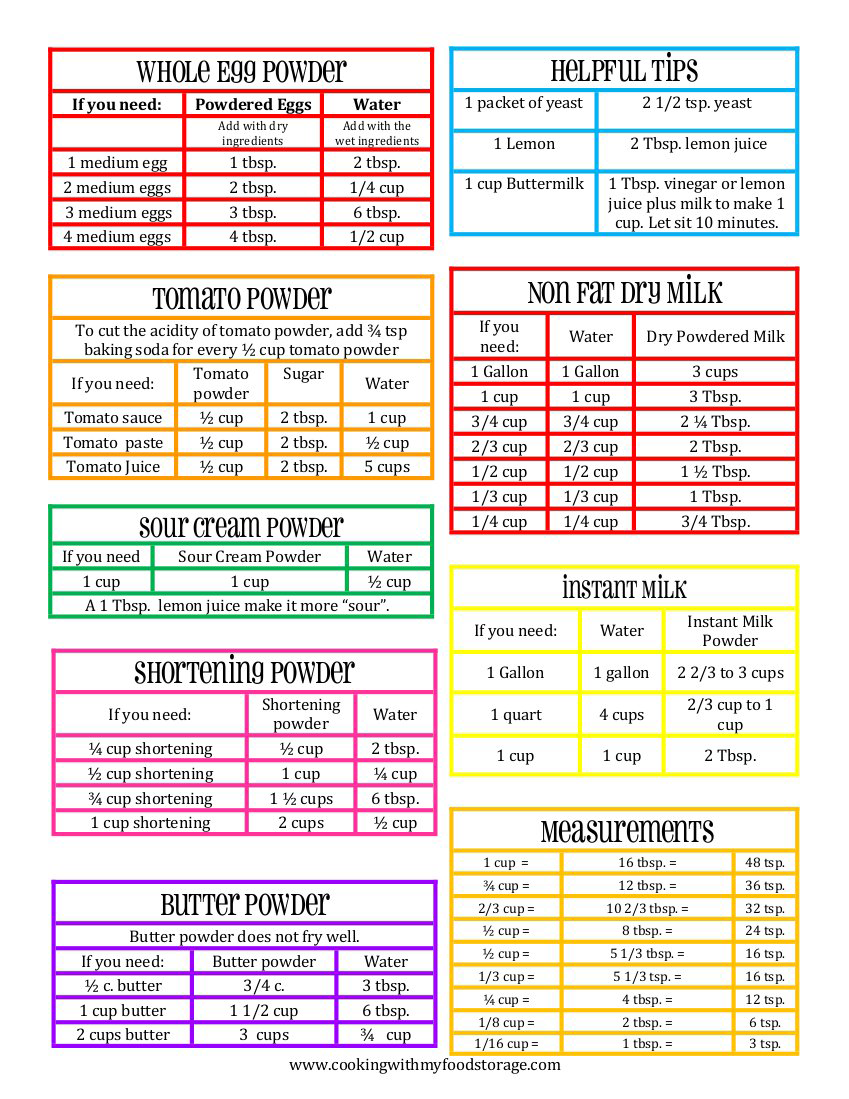 Whole Egg Powder
If you need: Powdered Eggs Water
Add with dry ingredients Add with the wet ingredients
1 medium egg 1 tbsp. 2 tbsp.
2 medium eggs 2 tbsp. 1/4 cup
3 medium eggs 3 tbsp. 6 tbsp.
4 medium eggs 4 tbsp. 1/2 cup
Tomato Powder
To cut the acidity of tomato powder, add ¾ tsp
baking soda for every ½ cup tomato powder
If you need: Tomato powder Sugar Water
Tomato sauce ½ cup 2 tbsp. 1 cup
Tomato paste ½ cup 2 tbsp. ½ cup
Tomato Juice ½ cup 2 tbsp. 5 cups
Sour Cream Powder
If you need Sour Cream Powder Water
1 cup 1 cup ½ cup
A 1 Tbsp. lemon juice make it more “sour”.
Shortening Powder
If you need: Shortening powder Water
¼ cup shortening ½ cup 2 tbsp.
½ cup shortening 1 cup ¼ cup
¾ cup shortening 1 ½ cups 6 tbsp.
1 cup shortening 2 cups ½ cup
Butter Powder
Butter powder does not fry well.
If you need: Butter powder Water
½ c. butter 3/4 c. 3 tbsp.
1 cup butter 1 1/2 cup 6 tbsp.
2 cups butter 3 cups ¾ cup
Helpful Tips
1 packet of yeast 2 1/2 tsp. yeast
1 Lemon 2 Tbsp. lemon juice
1 cup Buttermilk 1 Tbsp. vinegar or lemon
juice plus milk to make 1
cup. Let sit 10 minutes.
Non Fat Dry Milk
If you need: Water Dry Powdered Milk
1 Gallon 1 Gallon 3 cups
1 cup 1 cup 3 Tbsp.
3/4 cup 3/4 cup 2 ¼ Tbsp.
2/3 cup 2/3 cup 2 Tbsp.
1/2 cup 1/2 cup 1 ½ Tbsp.
1/3 cup 1/3 cup 1 Tbsp.
1/4 cup 1/4 cup 3/4 Tbsp.
Instant Milk
If you need: Water Instant Milk Powder
1 Gallon 1 gallon 2 2/3 to 3 cups
1 quart 4 cups 2/3 cup to 1 cup
1 cup 1 cup 2 Tbsp.
Measurements
1 cup = 16 tbsp. = 48 tsp.
¾ cup = 12 tbsp. = 36 tsp.
2/3 cup = 10 2/3 tbsp. = 32 tsp.
½ cup = 8 tbsp. = 24 tsp.
½ cup = 5 1/3 tbsp. = 16 tsp.
1/3 cup = 5 1/3 tsp. = 16 tsp.
¼ cup = 4 tbsp. = 12 tsp.
1/8 cup = 2 tbsp. = 6 tsp.
1/16 cup = 1 tbsp. = 3 tsp.
www.cookingwithmyfoodstorage.com